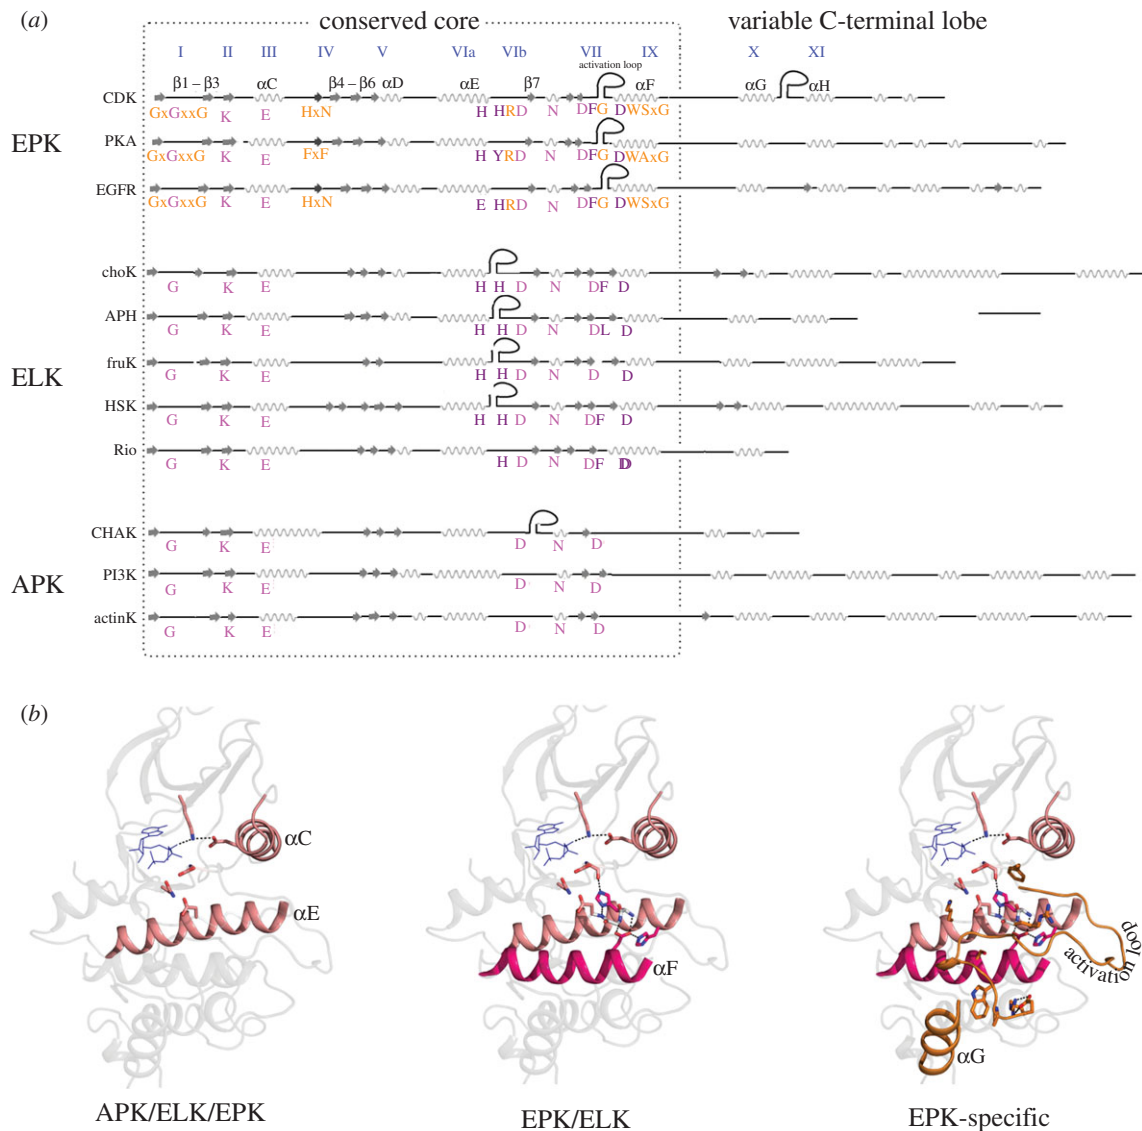 (a)
conserved core
variable C-terminal lobe
I II III IV V VIa VIb VII IX X XI
activation loop
β1 – β3 αC β4 – β6 αD αE β7 αF αG αH
EPK
CDK
GxGxxG K E HxN H HRD N DFG DWSxG
PKA
GxGxxG K E FxF H YRD N DFG DWAxG
EGFR
GxGxxG K E HxN E HRD N DFG DWSxG
ELK
choK
G K E H H D N DF D
APH
G K E H H D N DL D
fruK
G K E H H D N D D
HSK
G K E H H D N DF D
Rio
G K E H D N DF D
APK
CHAK
G K E D N D
PI3K
G K E D N D
actinK
G K E D N D
(b)
αC
αE
αF
activation loop
αG
APK/ELK/EPK
EPK/ELK
EPK-specific